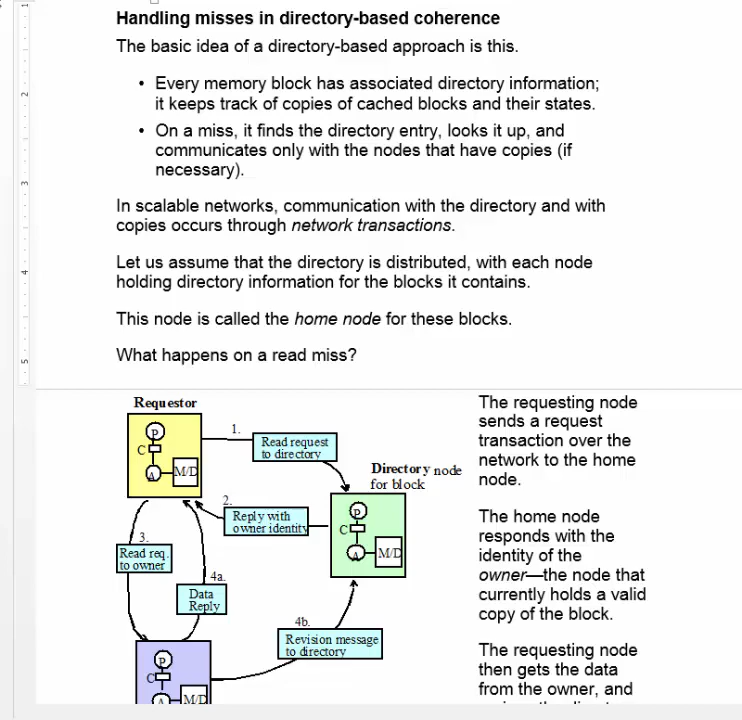 Handling misses in directory-based coherence
The basic idea of a directory-based approach is this.
• Every memory block has associated directory information;
it keeps track of copies of cached blocks and their states.
• On a miss, it finds the directory entry, looks it up, and
communicates only with the nodes that have copies (if
necessary).
In scalable networks, communication with the directory and with
copies occurs through network transactions.
Let us assume that the directory is distributed, with each node
holding directory information for the blocks it contains.
This node is called the home node for these blocks.
What happens on a read miss?
Requestor
P
C
A
M/D
1.
Read request
to directory
Directory node
for block
P
C
A
M/D
2.
Reply with
owner identity
3.
Read req.
to owner
4a.
Data
Reply
4b.
Revision message
to directory
P
C
A
M/D
The requesting node
sends a request
transaction over the
network to the home
node.
The home node
responds with the
identity of the
owner—the node that
currently holds a valid
copy of the block.
The requesting node
then gets the data
from the owner, and
2
3
4
5